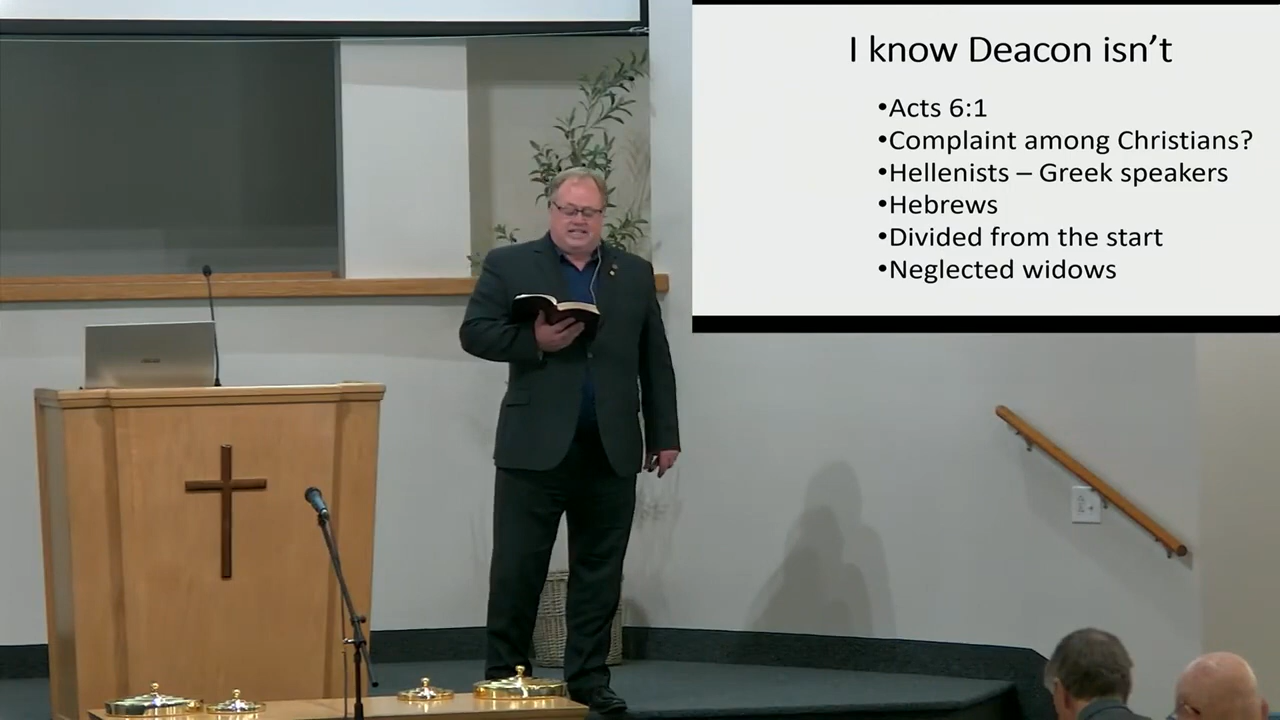 I know Deacon isn't
•Acts 6:1
•Complaint among Christians?
•Hellenists – Greek speakers
•Hebrews
•Divided from the start
•Neglected widows